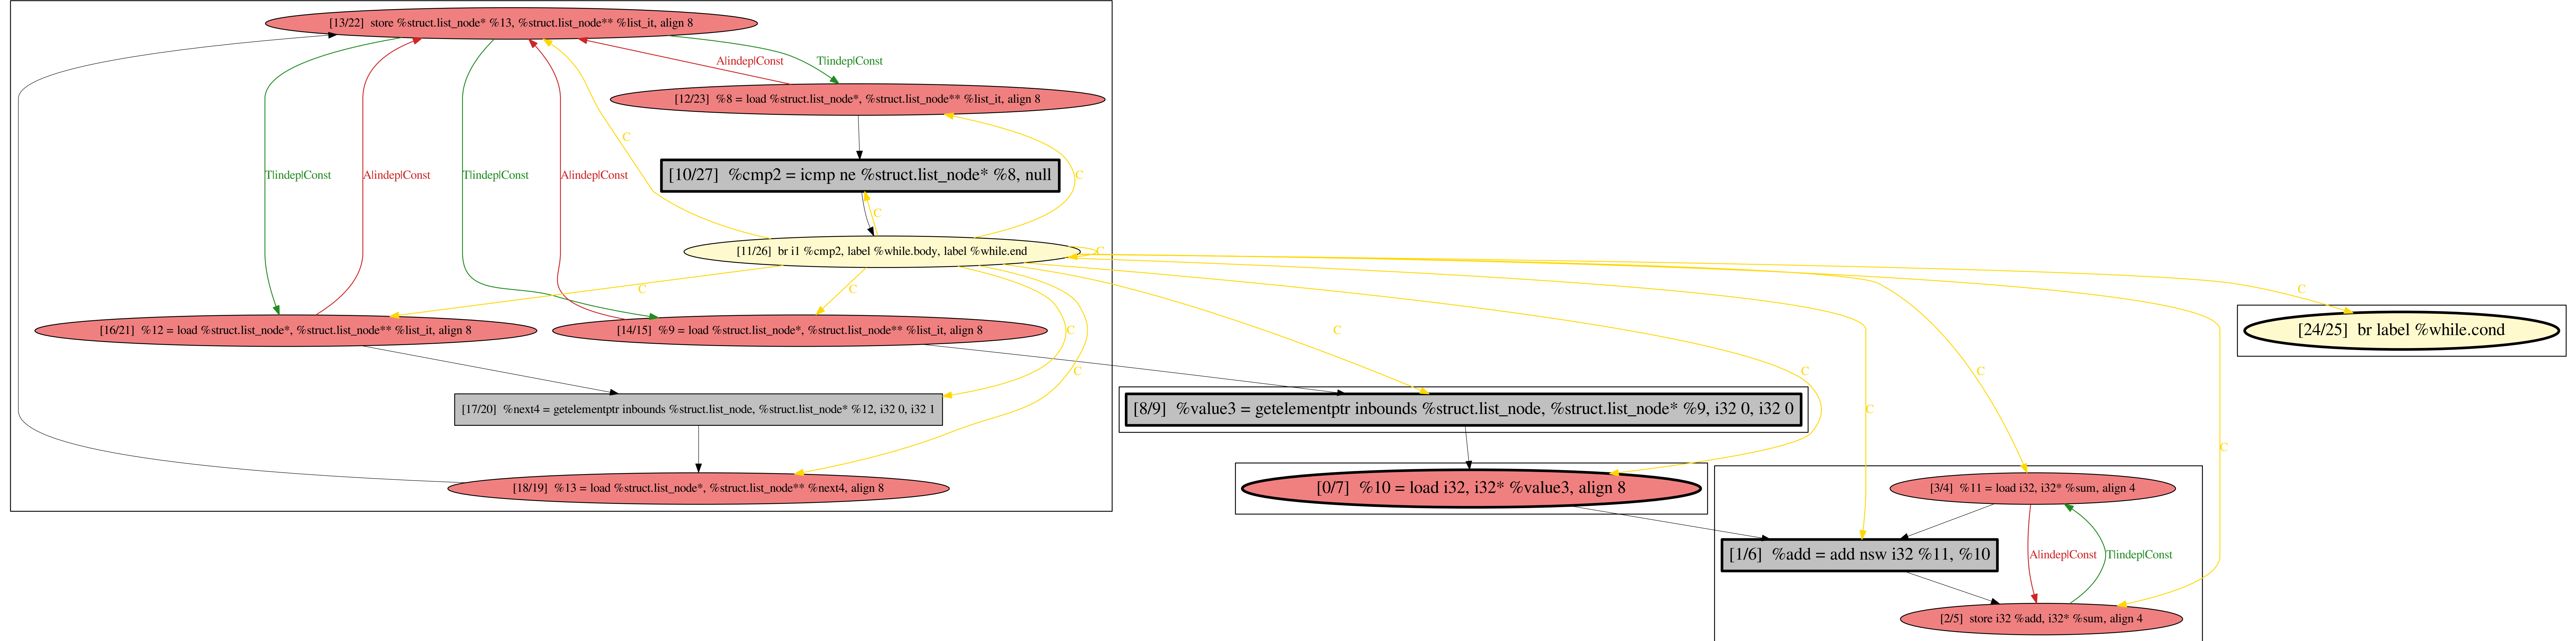 [13/22]  store %struct.list_node* %13, %struct.list_node** %list_it, align 8
A|indep|Const
T|indep|Const
[12/23]  %8 = load %struct.list_node*, %struct.list_node** %list_it, align 8
C
T|indep|Const
A|indep|Const
T|indep|Const
A|indep|Const
[10/27]  %cmp2 = icmp ne %struct.list_node* %8, null
C
C
[11/26]  br i1 %cmp2, label %while.body, label %while.end
C
C
C
C
[16/21]  %12 = load %struct.list_node*, %struct.list_node** %list_it, align 8
[14/15]  %9 = load %struct.list_node*, %struct.list_node** %list_it, align 8
C
C
[24/25]  br label %while.cond
C
C
C
[17/20]  %next4 = getelementptr inbounds %struct.list_node, %struct.list_node* %12, i32 0, i32 1
[8/9]  %value3 = getelementptr inbounds %struct.list_node, %struct.list_node* %9, i32 0, i32 0
C
C
[18/19]  %13 = load %struct.list_node*, %struct.list_node** %next4, align 8
[0/7]  %10 = load i32, i32* %value3, align 8
[3/4]  %11 = load i32, i32* %sum, align 4
[1/6]  %add = add nsw i32 %11, %10
A|indep|Const
T|indep|Const
[2/5]  store i32 %add, i32* %sum, align 4